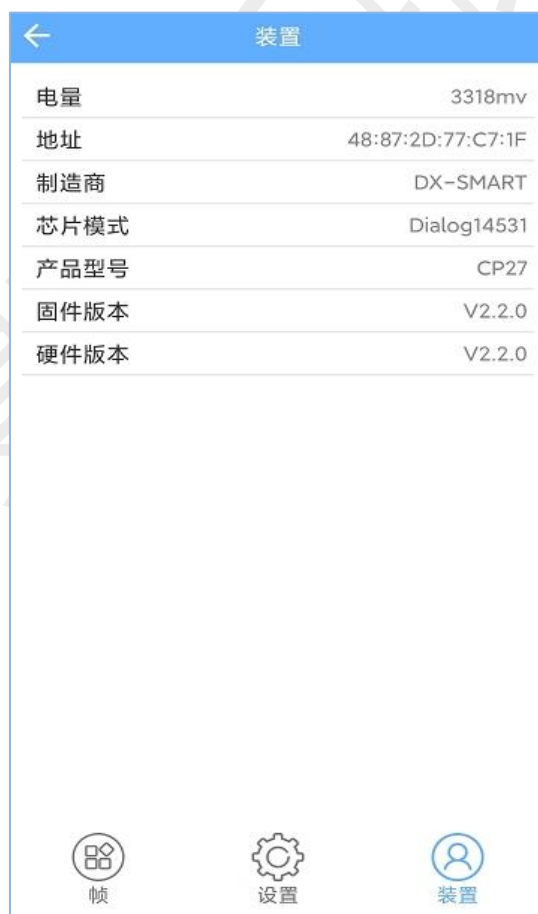 装置
电量 3318mv
地址 48:87:2D:77:C7:1F
制造商 DX-SMART
芯片模式 Dialog14531
产品型号 CP27
固件版本 V2.2.0
硬件版本 V2.2.0
帧 设置 装置